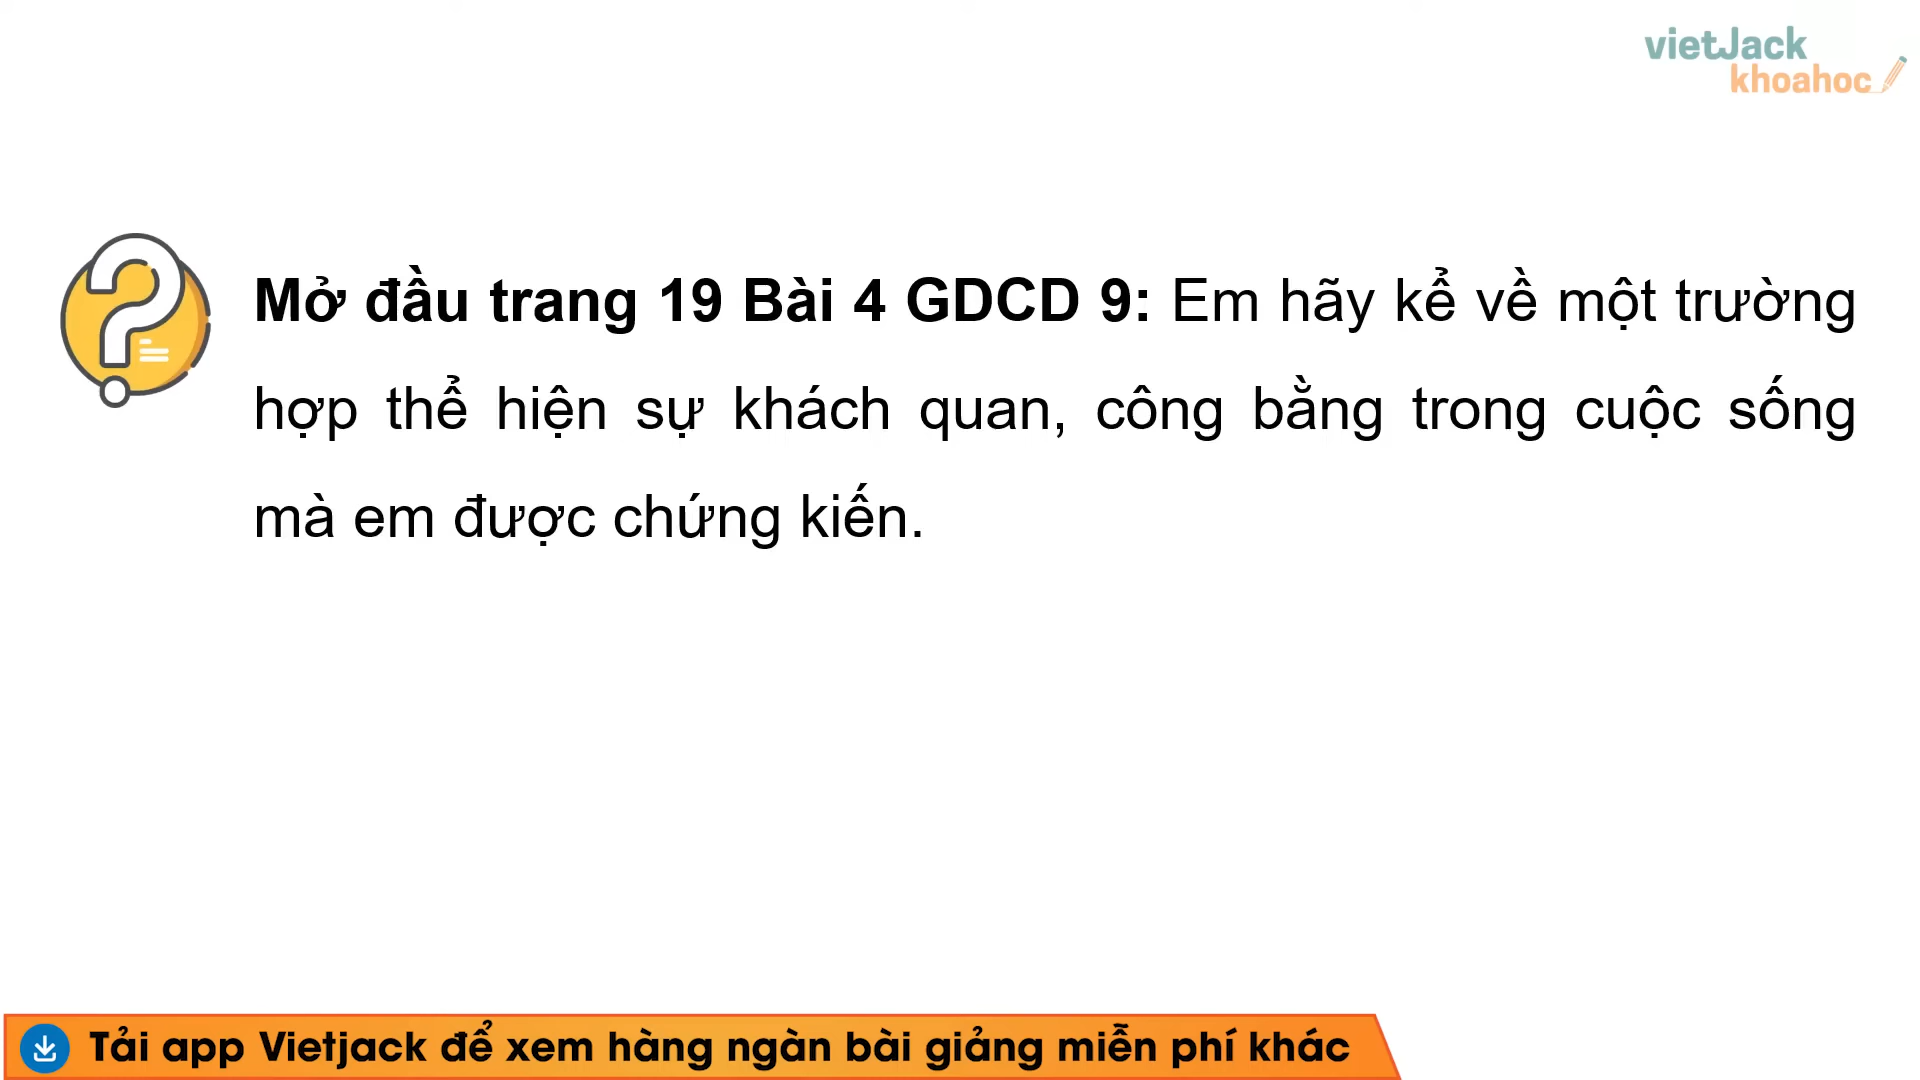 vietJack
khoahoc
Mở đầu trang 19 Bài 4 GDCD 9: Em hãy kể về một trường
hợp thể hiện sự khách quan, công bằng trong cuộc sống
mà em được chứng kiến.
Tải app Vietjack để xem hàng ngàn bài giảng miễn phí khác